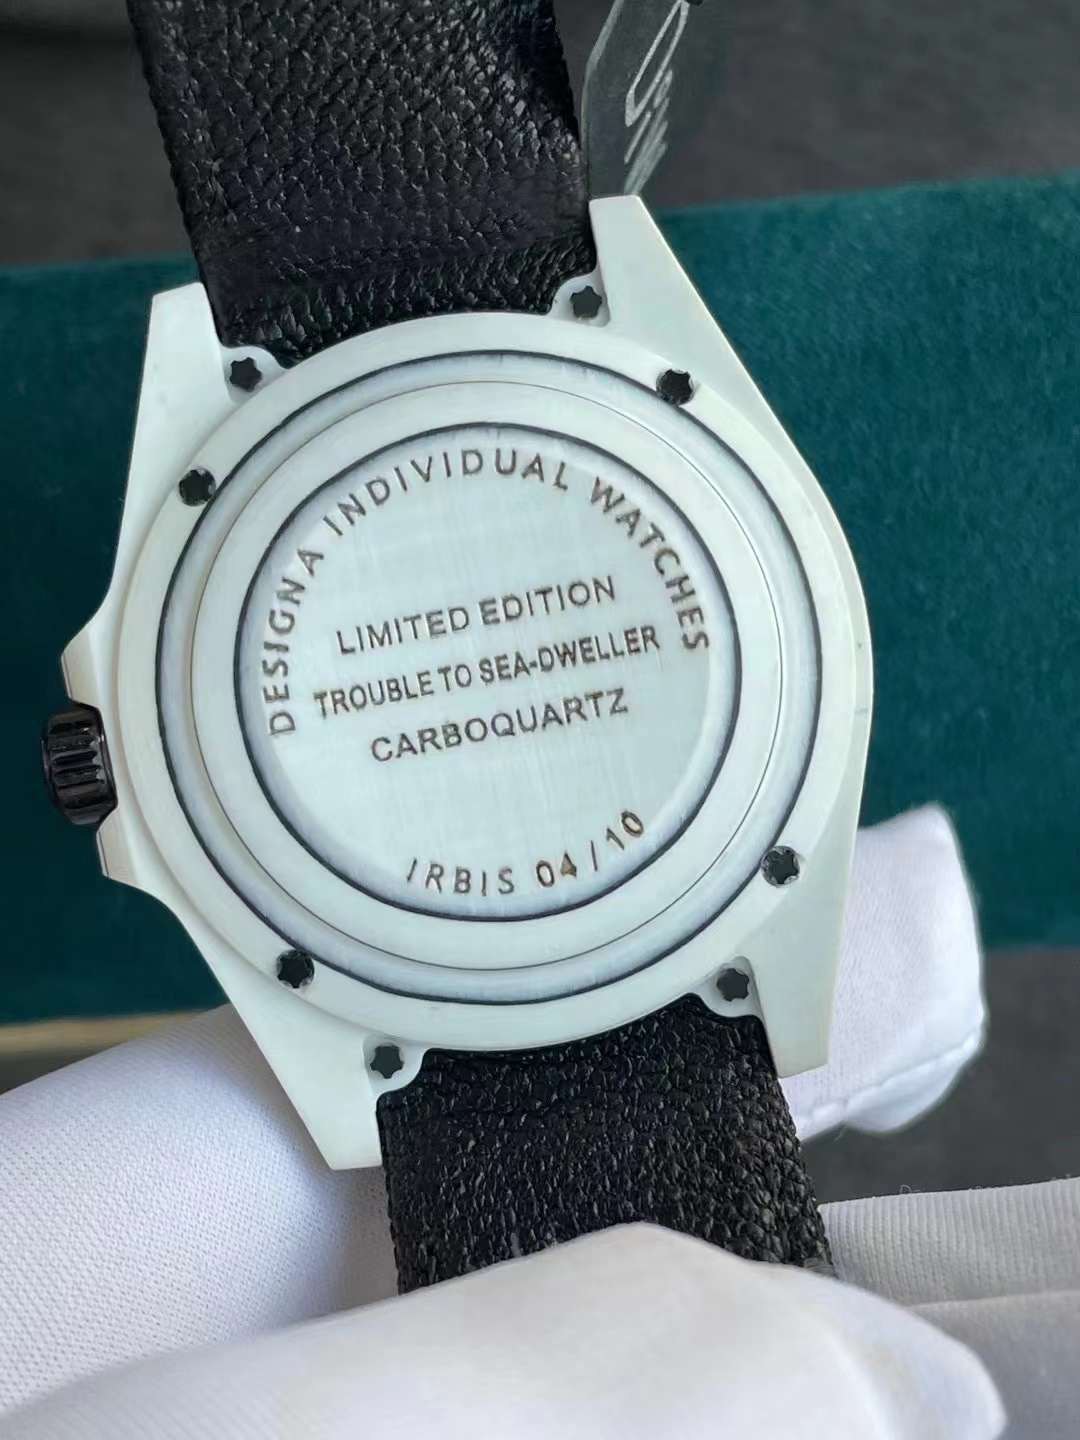 DESIGNA INDIVIDUAL WATCHES
LIMITED EDITION
TROUBLE TO SEA-DWELLER
CARBOQUARTZ
IRBIS 04/10